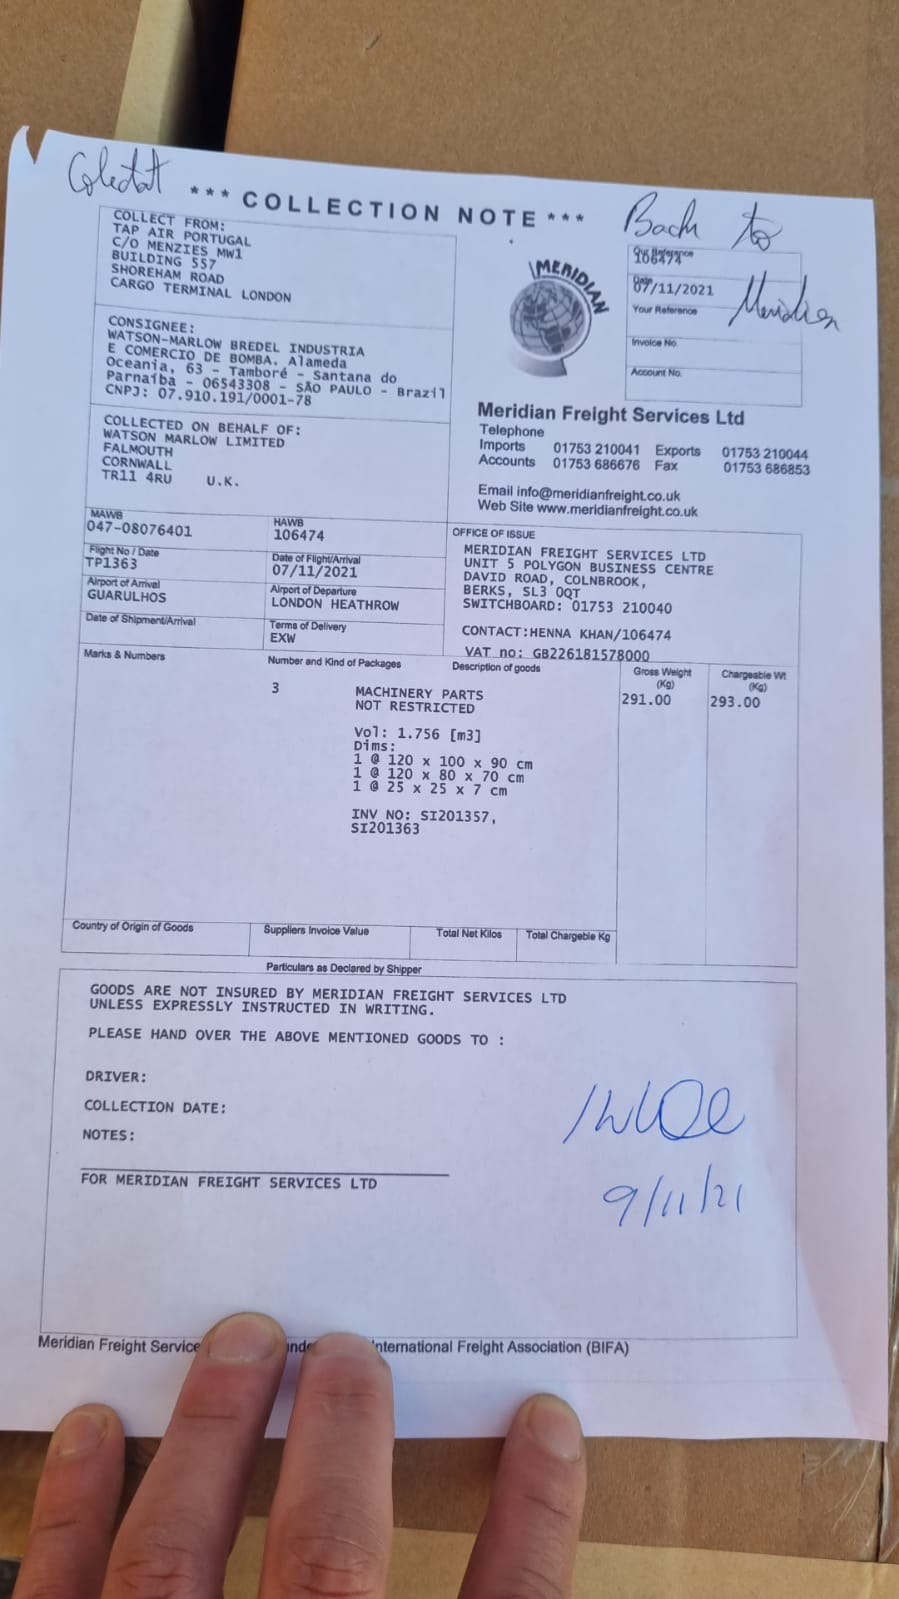 *** COLLECTION NOTE ***
Back to
Meridian
COLLECT FROM:
TAP AIR PORTUGAL
C/O MENZIES MW1
BUILDING 557
SHOREHAM ROAD
CARGO TERMINAL LONDON
CONSIGNEE:
WATSON-MARLOW BREDEL INDUSTRIA
E COMERCIO DE BOMBA. Alameda
Oceania, 63 - Tamboré - Santana do
Parnaíba - 06543308 - SÃO PAULO - Brazil
CNPJ: 07.910.191/0001-78
COLLECTED ON BEHALF OF:
WATSON MARLOW LIMITED
FALMOUTH
CORNWALL
TR11 4RU U.K.
MERIDIAN
Our Reference
106474
Date
07/11/2021
Your Reference
Invoice No.
Account No.
Meridian Freight Services Ltd
Telephone
Imports 01753 210041 Exports 01753 210044
Accounts 01753 686676 Fax 01753 686853
Email info@meridianfreight.co.uk
Web Site www.meridianfreight.co.uk
MAWB
047-08076401
HAWB
106474
Flight No / Date
TP1363
Date of Flight/Arrival
07/11/2021
Airport of Arrival
GUARULHOS
Airport of Departure
LONDON HEATHROW
Date of Shipment/Arrival
Terms of Delivery
EXW
OFFICE OF ISSUE
MERIDIAN FREIGHT SERVICES LTD
UNIT 5 POLYGON BUSINESS CENTRE
DAVID ROAD, COLNBROOK,
BERKS, SL3 0QT
SWITCHBOARD: 01753 210040
CONTACT:HENNA KHAN/106474
VAT no: GB226181578000
Marks & Numbers
Number and Kind of Packages
Description of goods
Gross Weight
(Kg)
Chargeable Wt
(Kg)
3
MACHINERY PARTS
NOT RESTRICTED
291.00
293.00
Vol: 1.756 [m3]
Dims:
1 @ 120 x 100 x 90 cm
1 @ 120 x 80 x 70 cm
1 @ 25 x 25 x 7 cm
INV NO: SI201357,
SI201363
Country of Origin of Goods
Suppliers Invoice Value
Total Net Kilos
Total Chargeable Kg
Particulars as Declared by Shipper
GOODS ARE NOT INSURED BY MERIDIAN FREIGHT SERVICES LTD
UNLESS EXPRESSLY INSTRUCTED IN WRITING.
PLEASE HAND OVER THE ABOVE MENTIONED GOODS TO :
DRIVER:
COLLECTION DATE:
NOTES:
9/11/21
FOR MERIDIAN FREIGHT SERVICES LTD
Meridian Freight International Freight Association (BIFA)